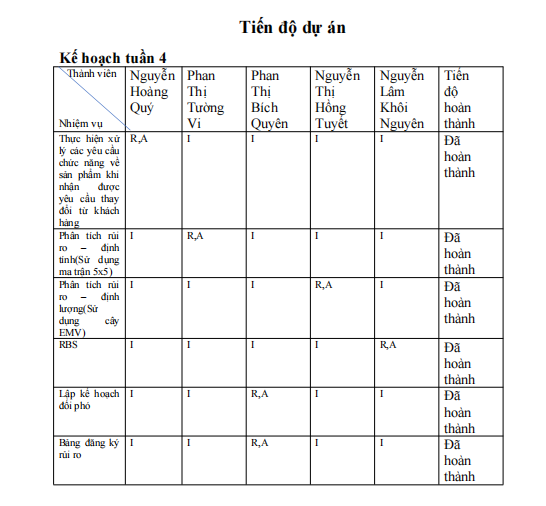 Tiến độ dự án
Kế hoạch tuần 4
Thành viên
Nhiệm vụ
Nguyễn
Hoàng
Quý
Phan
Thị
Tường
Vi
Phan
Thị
Bích
Quyên
Nguyễn
Thị
Hồng
Tuyết
Nguyễn
Lâm
Khôi
Nguyên
Tiến
độ
hoàn
thành
Thực hiện xử
lý các yêu cầu
chức năng về
sản phẩm khi
nhận được
yêu cầu thay
đổi từ khách
hàng
R,A
I
I
I
I
Đã
hoàn
thành
Phân tích rủi
ro – định
tính(Sử dụng
ma trận 5x5)
I
R,A
I
I
I
Đã
hoàn
thành
Phân tích rủi
ro – định
lượng(Sử
dụng cây
EMV)
I
I
I
R,A
I
Đã
hoàn
thành
RBS
I
I
I
I
R,A
Đã
hoàn
thành
Lập kế hoạch
đối phó
I
I
R,A
I
I
Đã
hoàn
thành
Bảng đăng ký
rủi ro
I
I
R,A
I
I
Đã
hoàn
thành